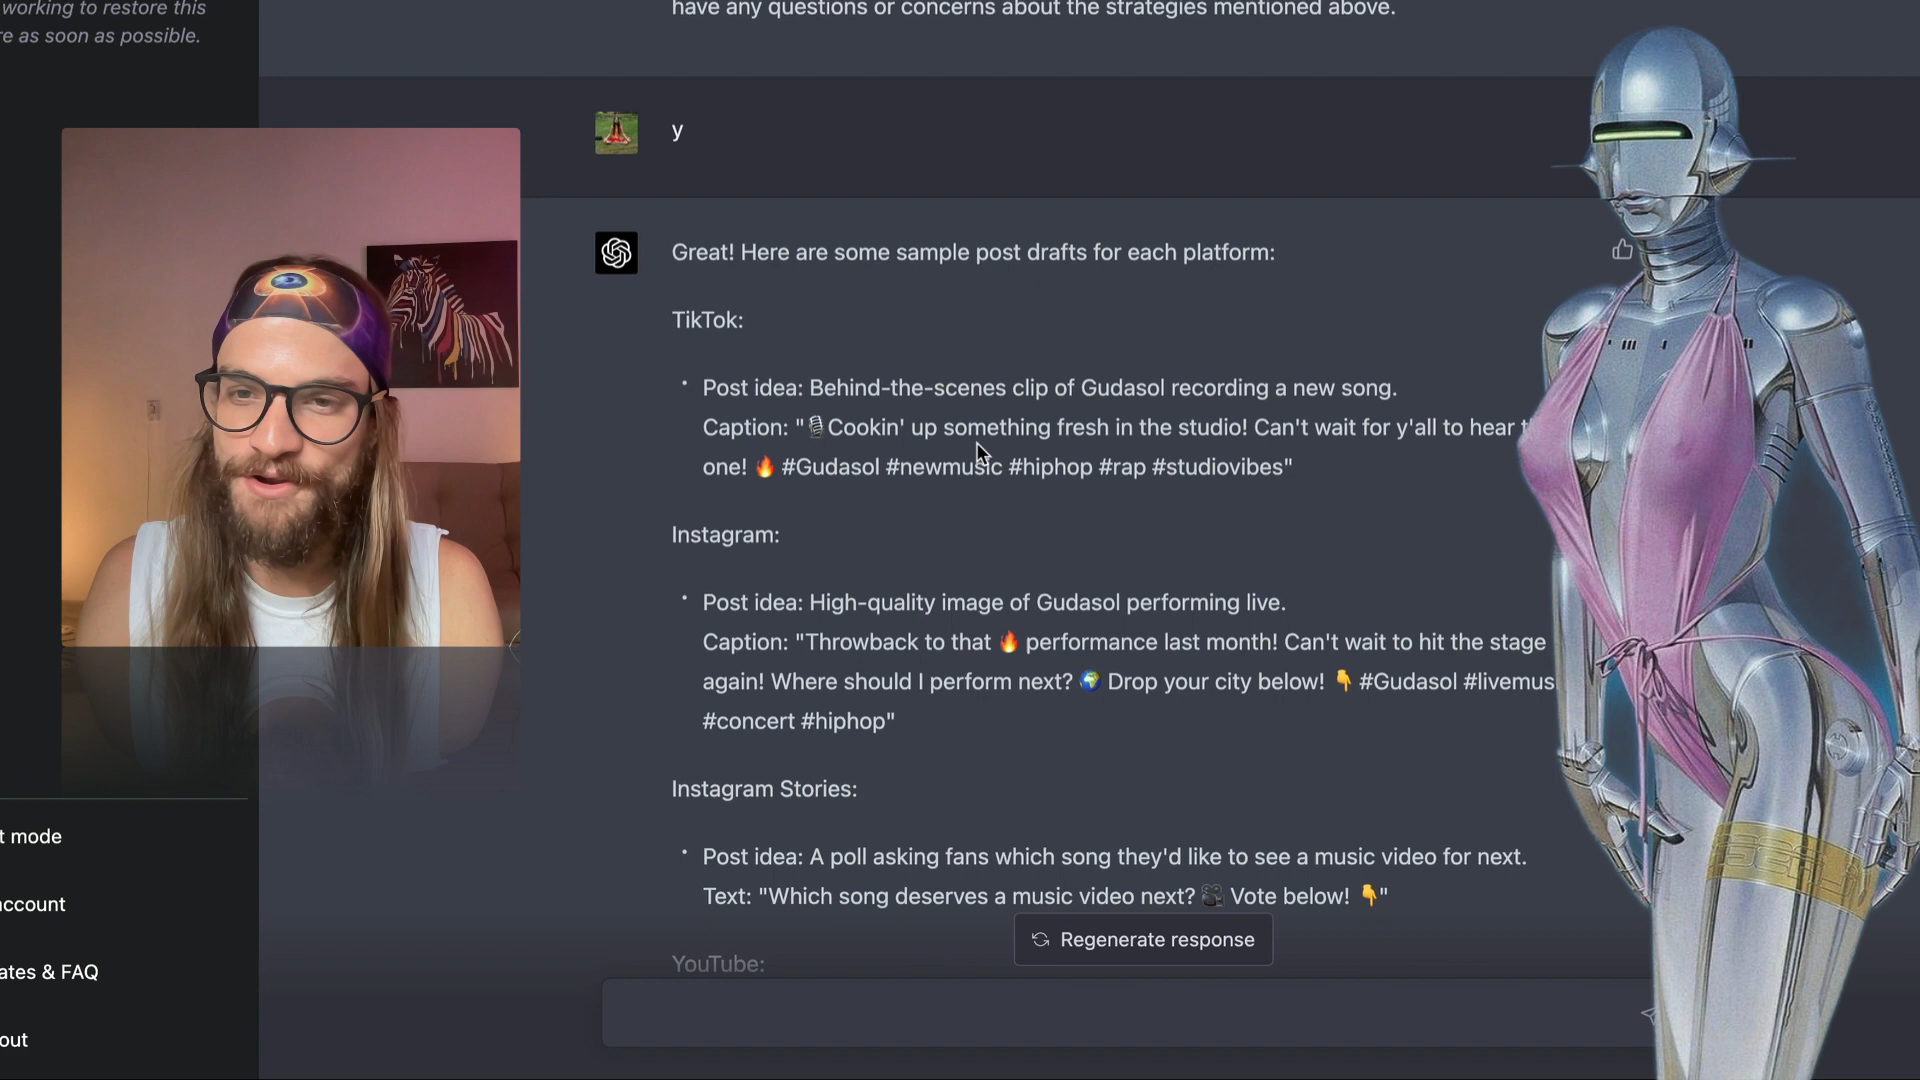 working to restore this
re as soon as possible.
have any questions or concerns about the strategies mentioned above.
y
Great! Here are some sample post drafts for each platform:
TikTok:
• Post idea: Behind-the-scenes clip of Gudasol recording a new song.
Caption: "🎙️Cookin' up something fresh in the studio! Can't wait for y'all to hear
one! 🔥 #Gudasol #newmusic #hiphop #rap #studiovibes"
Instagram:
• Post idea: High-quality image of Gudasol performing live.
Caption: "Throwback to that 🔥 performance last month! Can't wait to hit the stage
again! Where should I perform next? 🌍 Drop your city below! 👇 #Gudasol #livemus
#concert #hiphop"
Instagram Stories:
• Post idea: A poll asking fans which song they'd like to see a music video for next.
Text: "Which song deserves a music video next? 🎥 Vote below! 👇"
YouTube:
Regenerate response
t mode
account
ates & FAQ
out